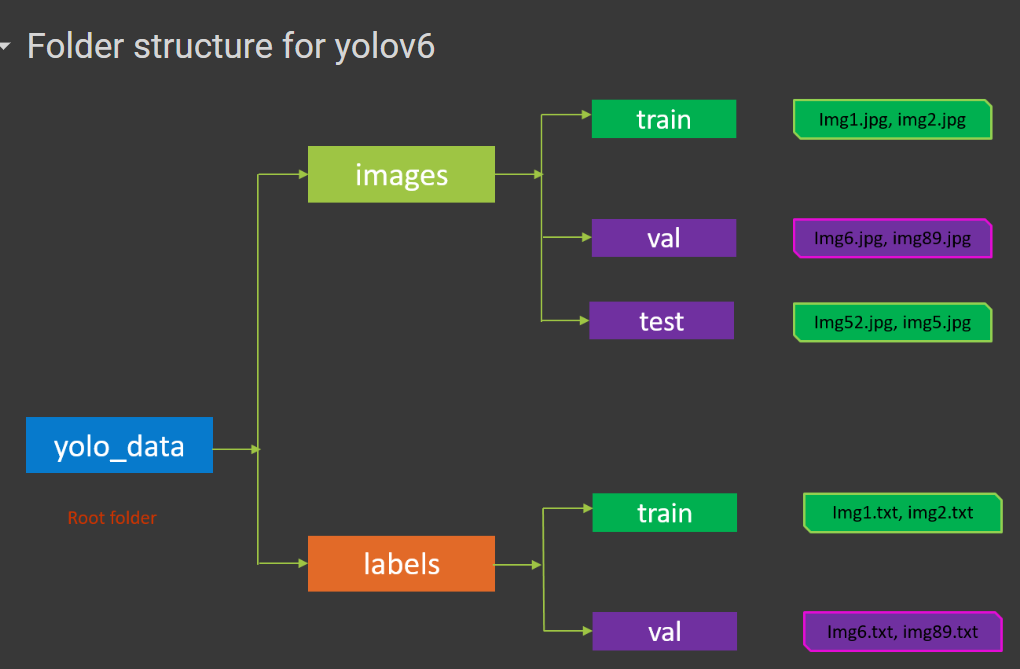 Folder structure for yolov6
train
Img1.jpg, img2.jpg
images
val
Img6.jpg, img89.jpg
test
Img52.jpg, img5.jpg
yolo_data
Root folder
train
Img1.txt, img2.txt
labels
val
Img6.txt, img89.txt